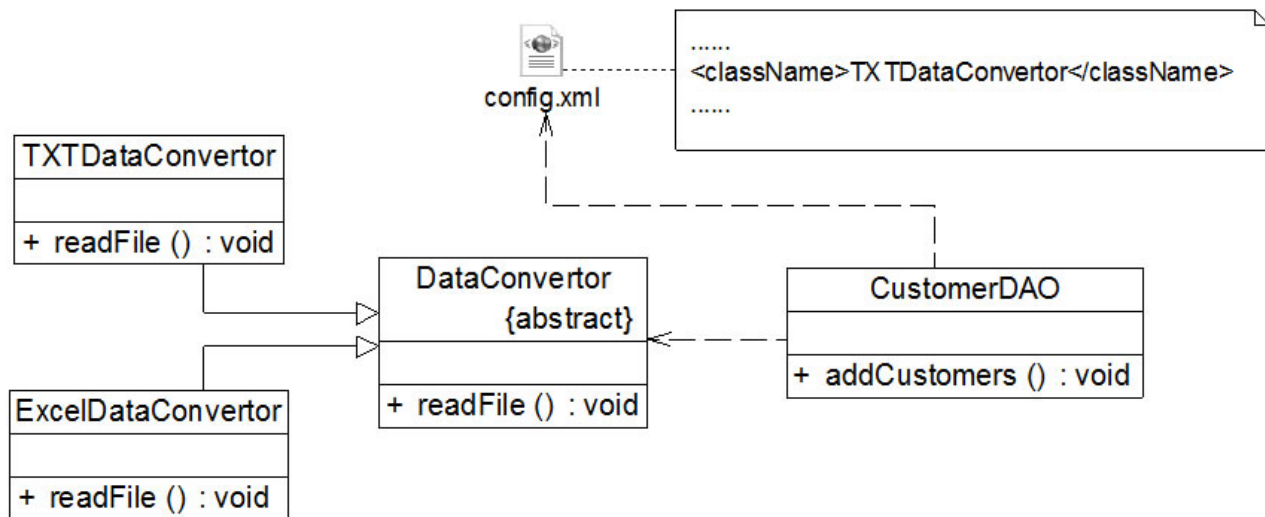 ......
<className>TXTDataConvertor</className>
......
config.xml
TXTDataConvertor
+ readFile () : void
DataConvertor
{abstract}
+ readFile () : void
CustomerDAO
+ addCustomers () : void
ExcelDataConvertor
+ readFile () : void